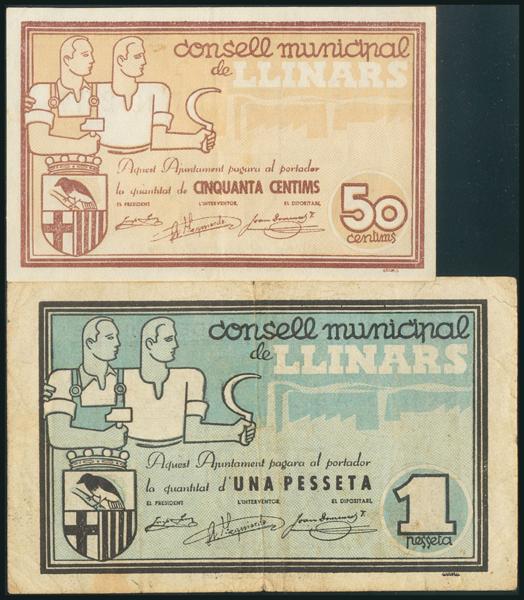 consell municipal
de LLINARS
Aquest Ajuntament pagara al portador
la quantitat de CINQUANTA CENTIMS
EL PRESIDENT L'INTERVENTOR, EL DIPOSITARI,
50
centims
consell municipal
de LLINARS
Aquest Ajuntament pagara al portador
la quantitat d'UNA PESSETA
EL PRESIDENT L'INTERVENTOR, EL DIPOSITARI,
1
pesseta